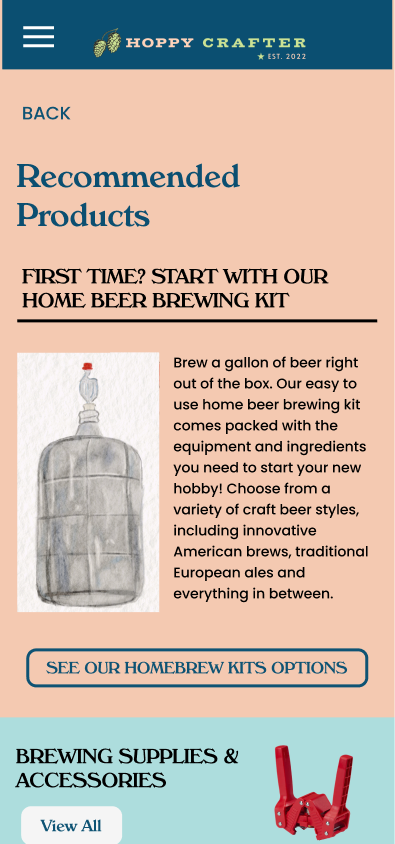 HOPPY CRAFTER
★ EST. 2022
BACK
Recommended
Products
FIRST TIME? START WITH OUR
HOME BEER BREWING KIT
Brew a gallon of beer right
out of the box. Our easy to
use home beer brewing kit
comes packed with the
equipment and ingredients
you need to start your new
hobby! Choose from a
variety of craft beer styles,
including innovative
American brews, traditional
European ales and
everything in between.
SEE OUR HOMEBREW KITS OPTIONS
BREWING SUPPLIES &
ACCESSORIES
View All